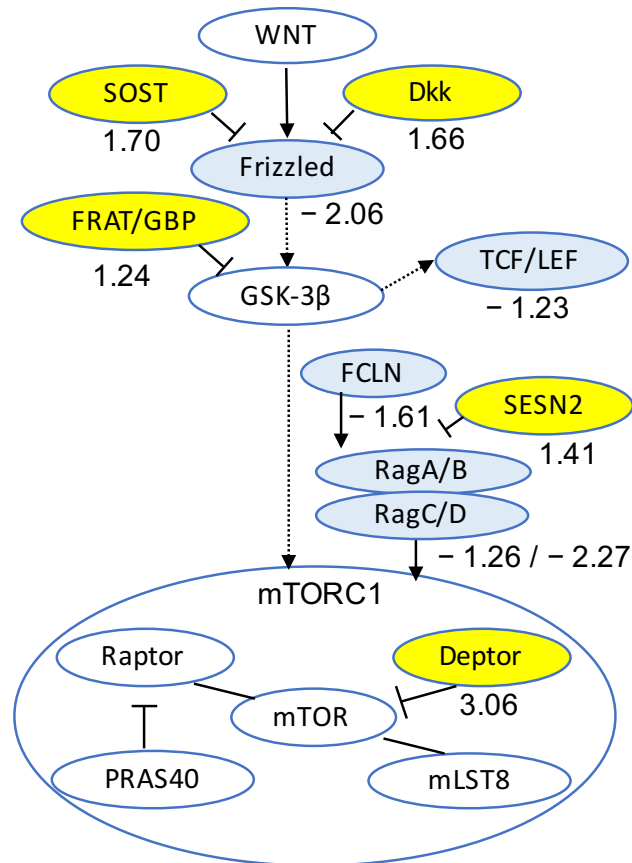 WNT
SOST
Dkk
1.70
1.66
Frizzled
− 2.06
FRAT/GBP
1.24
TCF/LEF
GSK-3β
− 1.23
FCLN
− 1.61
SESN2
1.41
RagA/B
RagC/D
− 1.26 / − 2.27
mTORC1
Raptor
Deptor
3.06
mTOR
PRAS40
mLST8